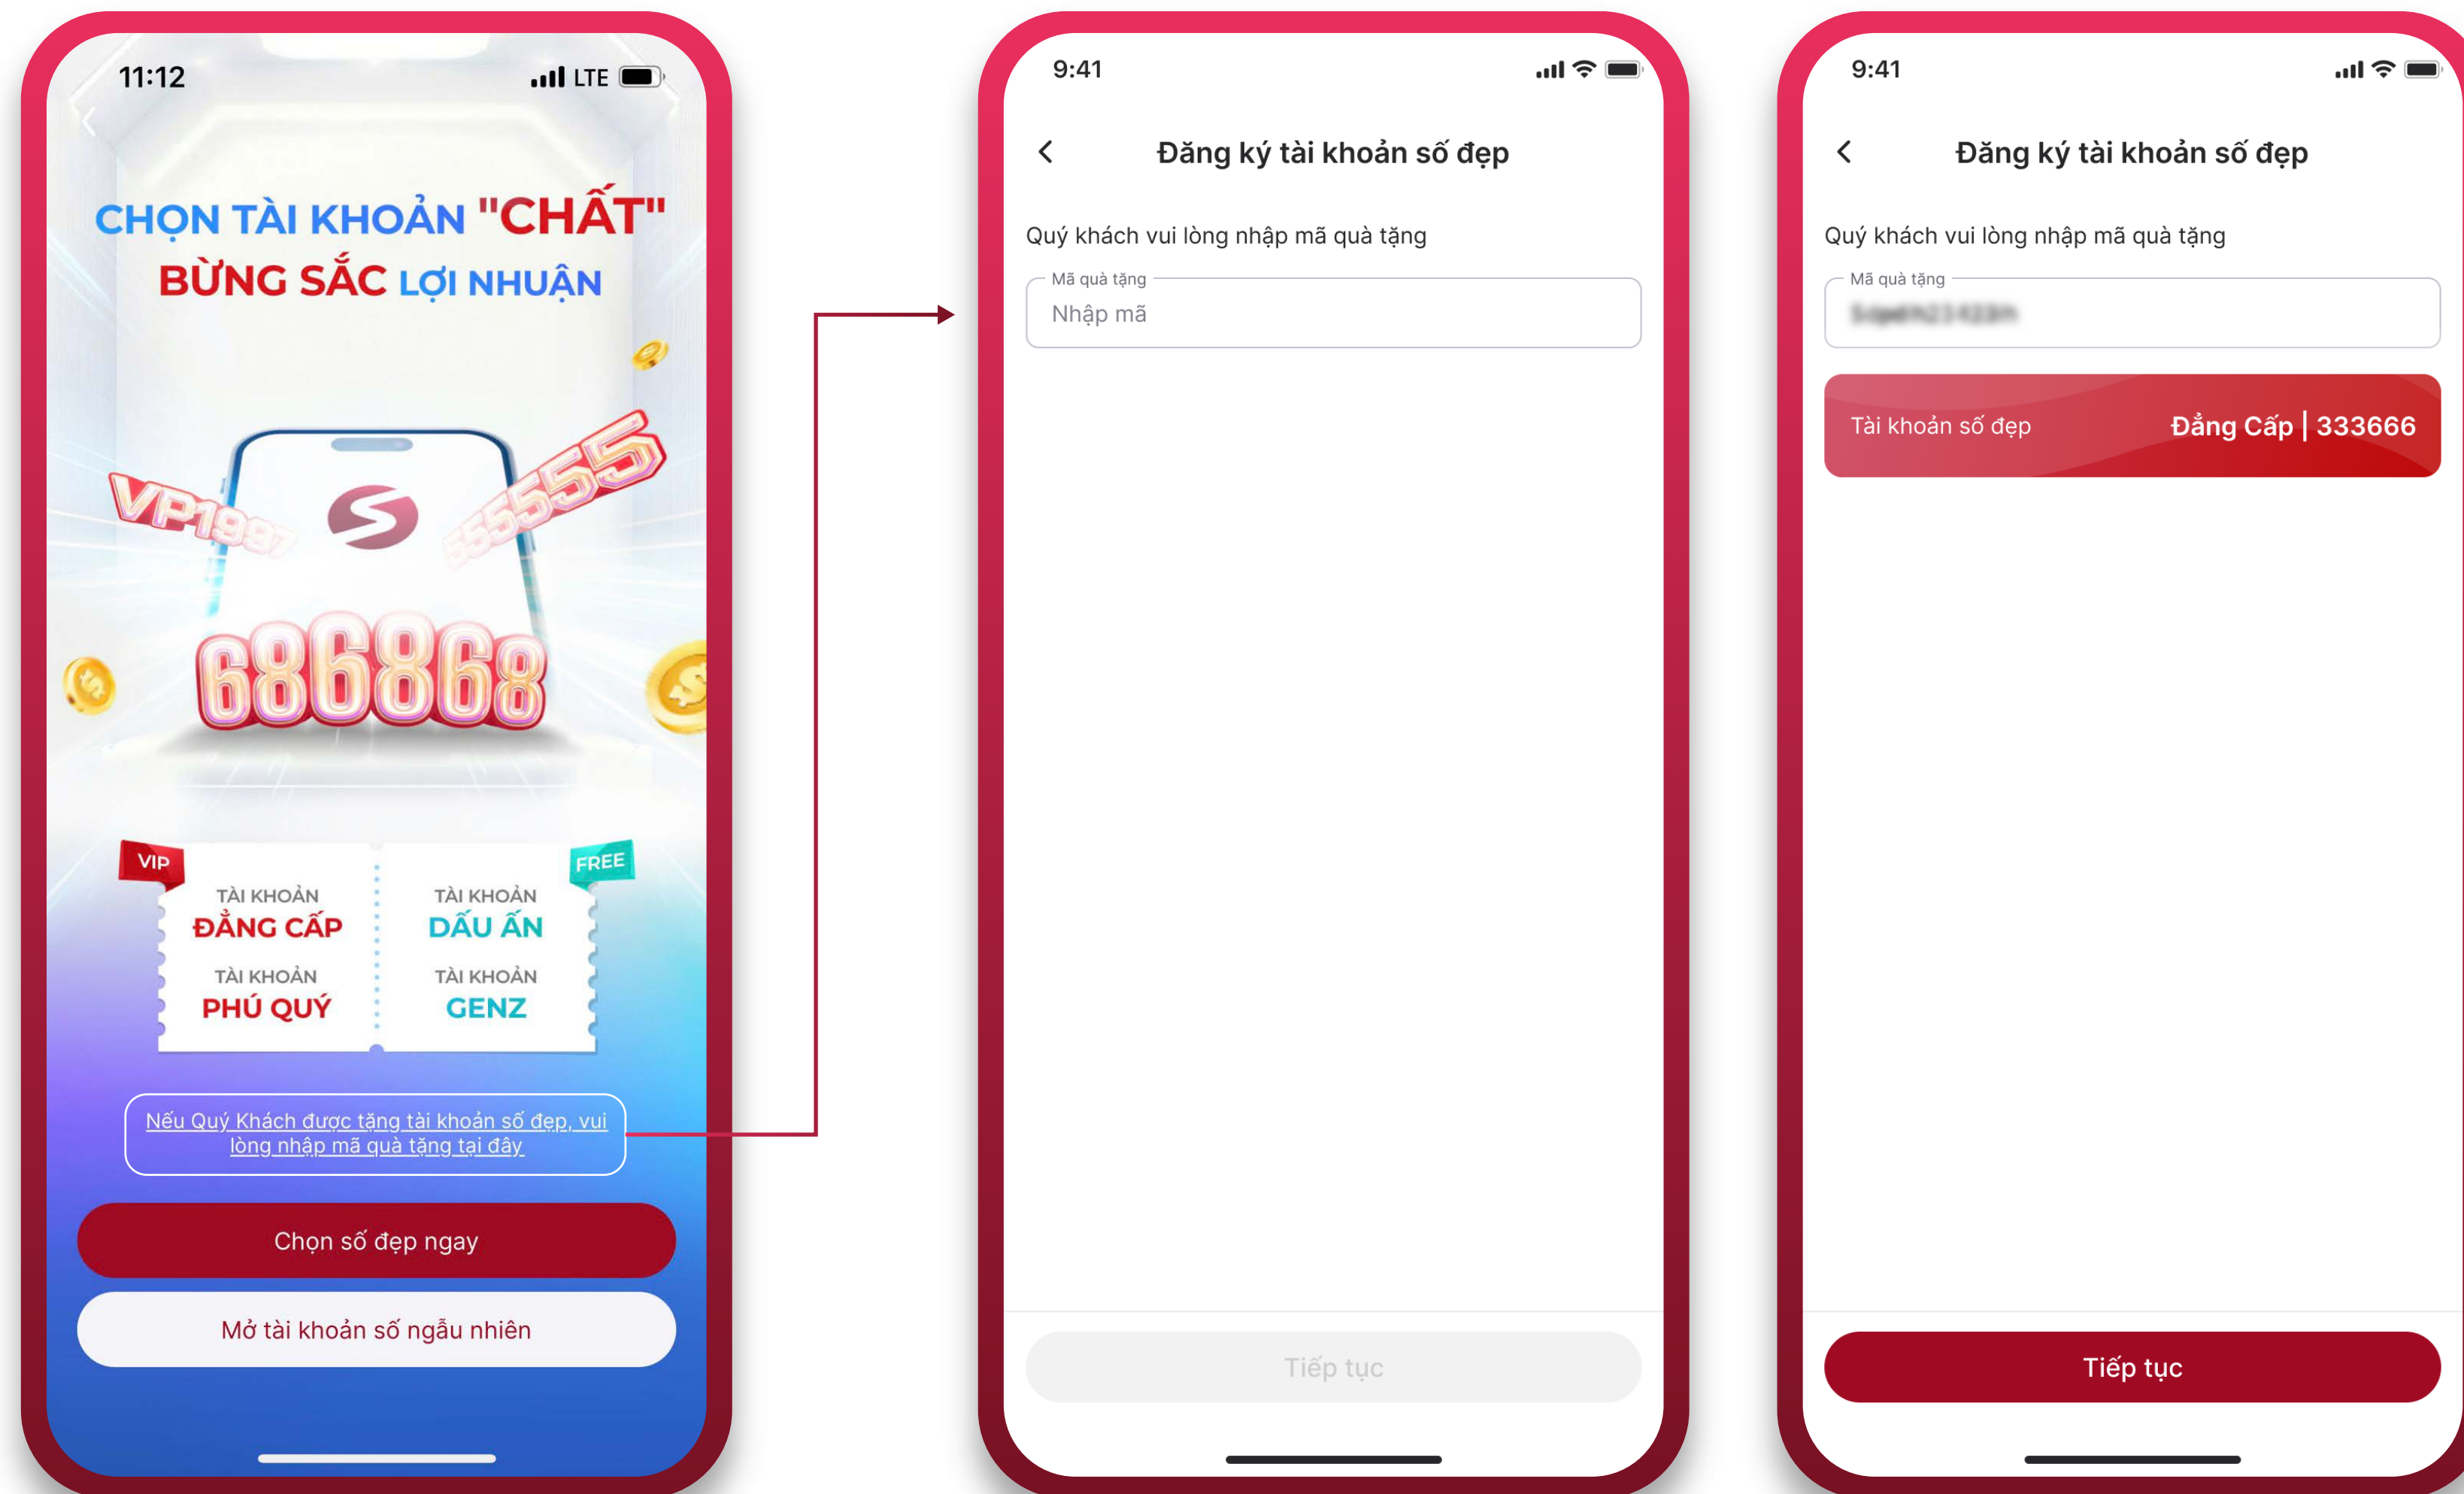 11:12
LTE
CHỌN TÀI KHOẢN "CHẤT"
BỪNG SẮC LỢI NHUẬN
VP1997
555555
686868
VIP
FREE
TÀI KHOẢN
ĐẲNG CẤP
TÀI KHOẢN
PHÚ QUÝ
TÀI KHOẢN
DẤU ẤN
TÀI KHOẢN
GENZ
Nếu Quý Khách được tặng tài khoản số đẹp, vui
lòng nhập mã quà tặng tại đây
Chọn số đẹp ngay
Mở tài khoản số ngẫu nhiên
9:41
Đăng ký tài khoản số đẹp
Quý khách vui lòng nhập mã quà tặng
Mã quà tặng
Nhập mã
Tiếp tục
9:41
Đăng ký tài khoản số đẹp
Quý khách vui lòng nhập mã quà tặng
Mã quà tặng
Tài khoản số đẹp
Đẳng Cấp | 333666
Tiếp tục